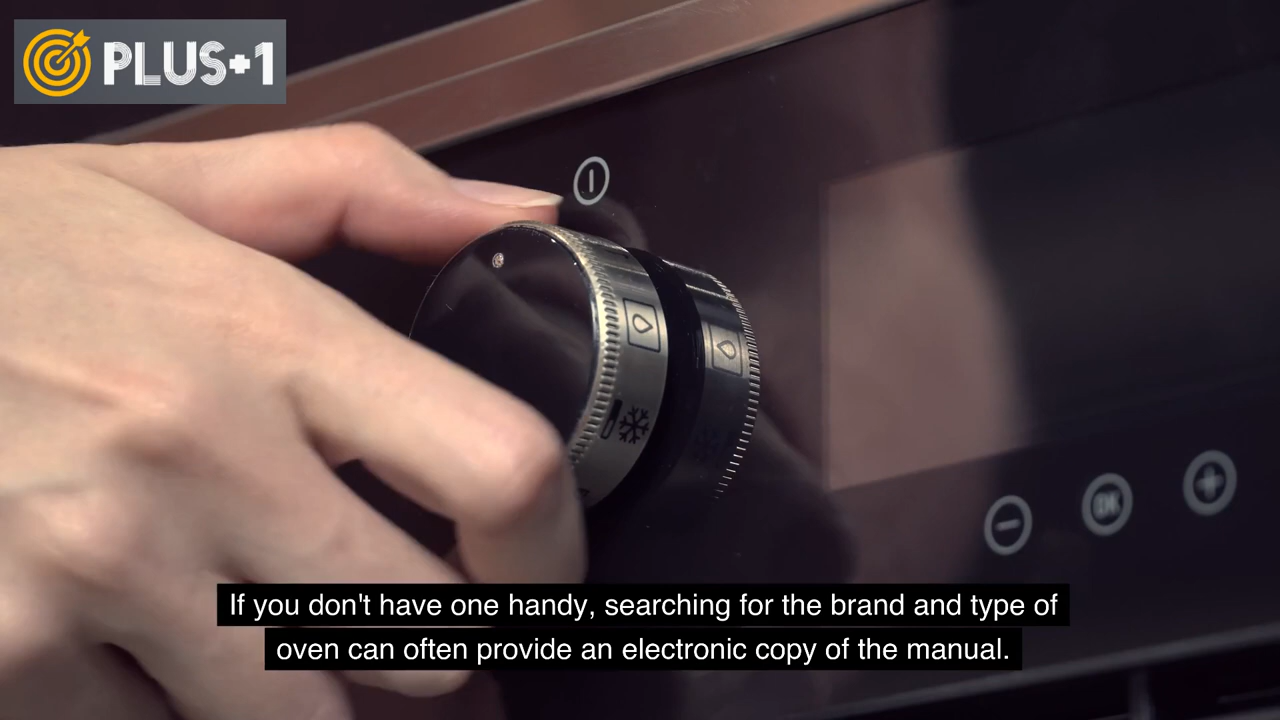 PLUS+1
OK
If you don't have one handy, searching for the brand and type of
oven can often provide an electronic copy of the manual.